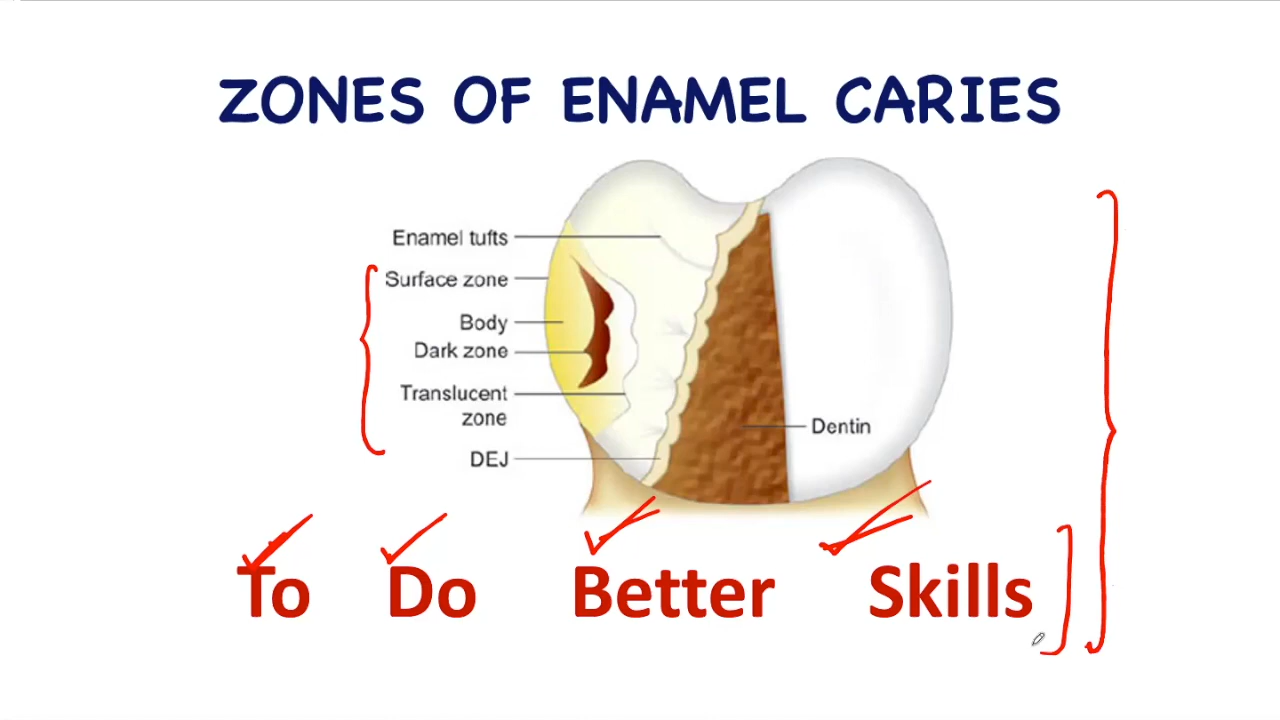 ZONES OF ENAMEL CARIES
Enamel tufts
Surface zone
Body
Dark zone
Translucent
zone
DEJ
Dentin
To Do Better Skills